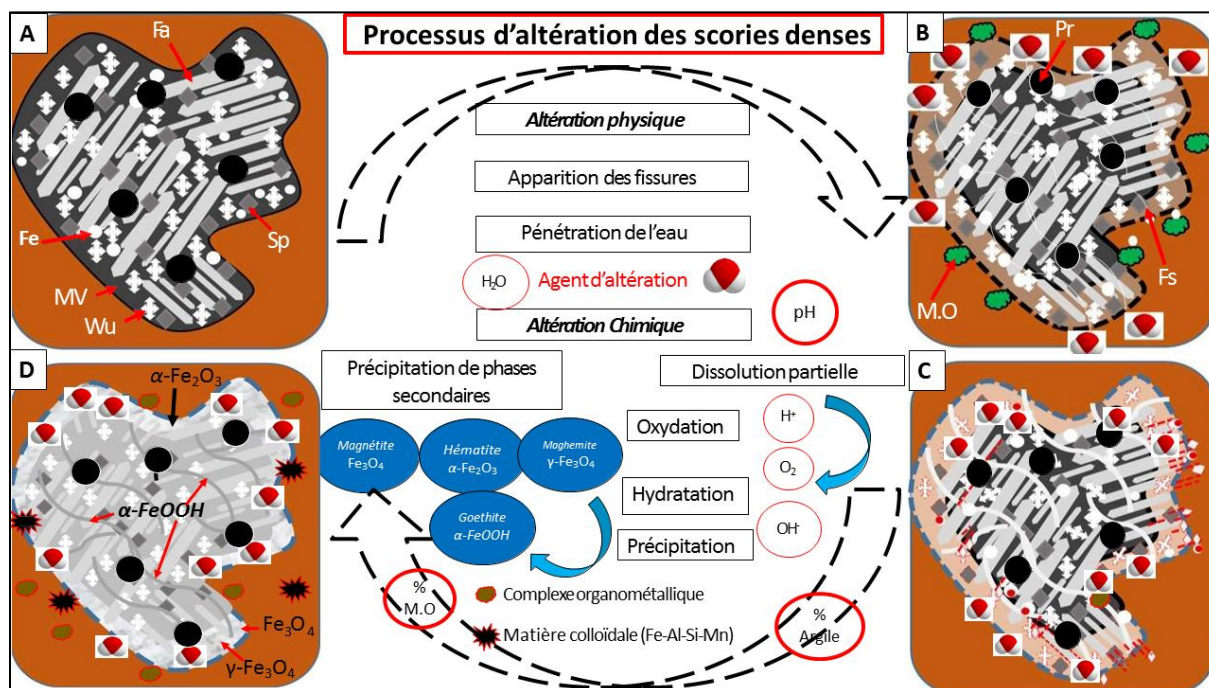 Processus d'altération des scories denses
A
Fa
Fe
Sp
MV
Wu
B
Pr
Fs
M.O
Altération physique
Apparition des fissures
Pénétration de l'eau
H₂O
Agent d'altération
Altération Chimique
pH
D
α-Fe₂O₃
α-FeOOH
Fe₃O₄
γ-Fe₃O₄
Précipitation de phases
secondaires
Magnétite
Fe₃O₄
Hématite
α-Fe₂O₃
Maghemite
γ-Fe₃O₄
Goethite
α-FeOOH
Dissolution partielle
Oxydation
Hydratation
Précipitation
H⁺
O₂
OH⁻
%
M.O
Complexe organométallique
Matière colloïdale (Fe-Al-Si-Mn)
%
Argile
C